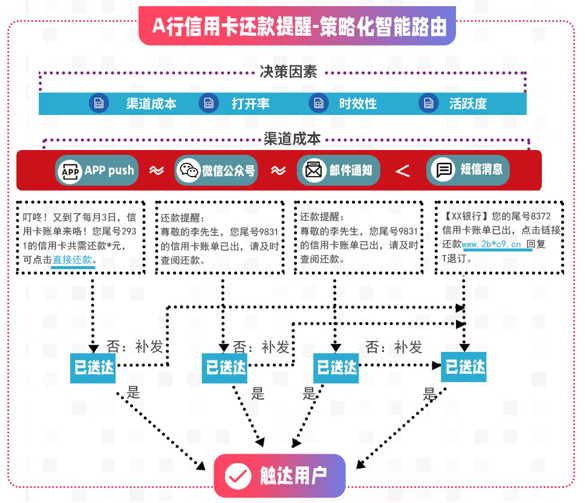 A行信用卡还款提醒-策略化智能路由
决策因素
渠道成本 打开率 时效性 活跃度
渠道成本
APP
APP push ≈ 微信公众号 ≈ 邮件通知 < 短信消息
叮咚！又到了每月3日，信
用卡账单来咯！您尾号293
1的信用卡共需还款*元，
可点击直接还款。
还款提醒：
尊敬的李先生，您尾号9831
的信用卡账单已出，请及时
查阅还款。
还款提醒：
尊敬的李先生，您尾号9831
的信用卡账单已出，请及时
查阅还款。
【XX银行】您的尾号8372
信用卡账单已出，点击链接
还款www.2b*c9.cn 回复
T退订。
否：补发 否：补发 否：补发
已送达 已送达 已送达 已送达
是 是 是 是
触达用户